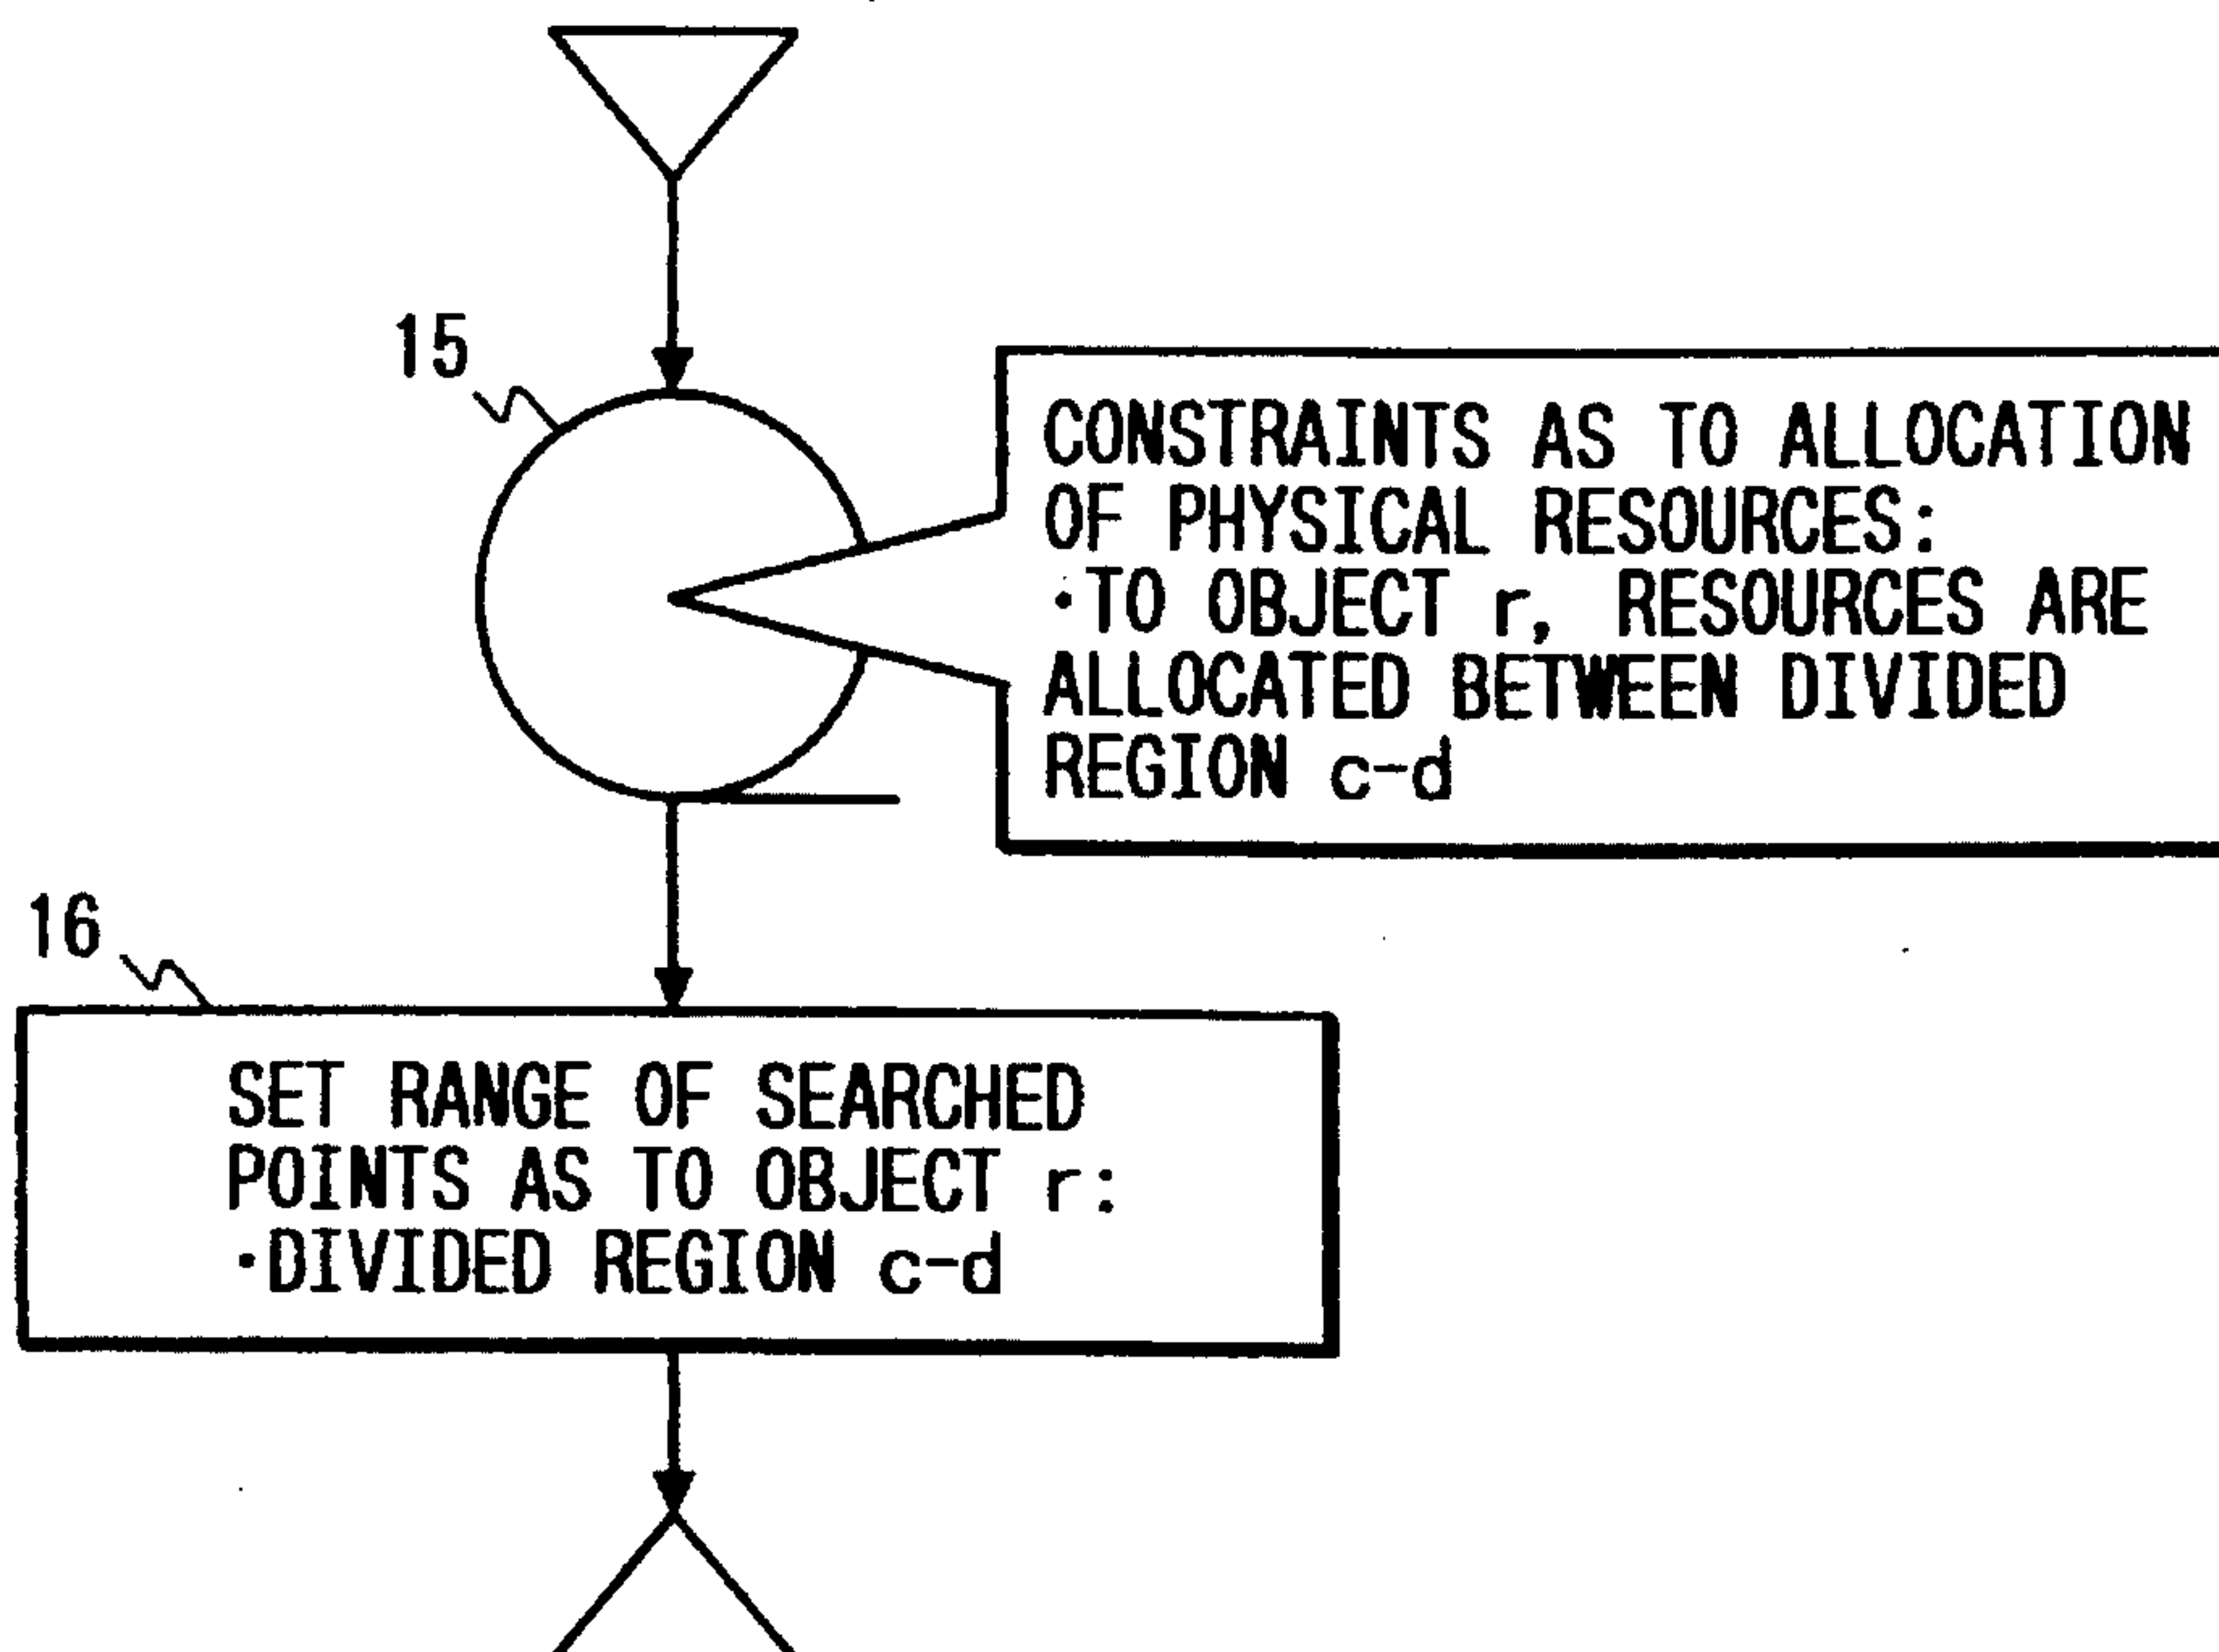 15
CONSTRAINTS AS TO ALLOCATION
OF PHYSICAL RESOURCES:
·TO OBJECT r, RESOURCES ARE
ALLOCATED BETWEEN DIVIDED
REGION c-d
16
SET RANGE OF SEARCHED
POINTS AS TO OBJECT r:
·DIVIDED REGION c-d